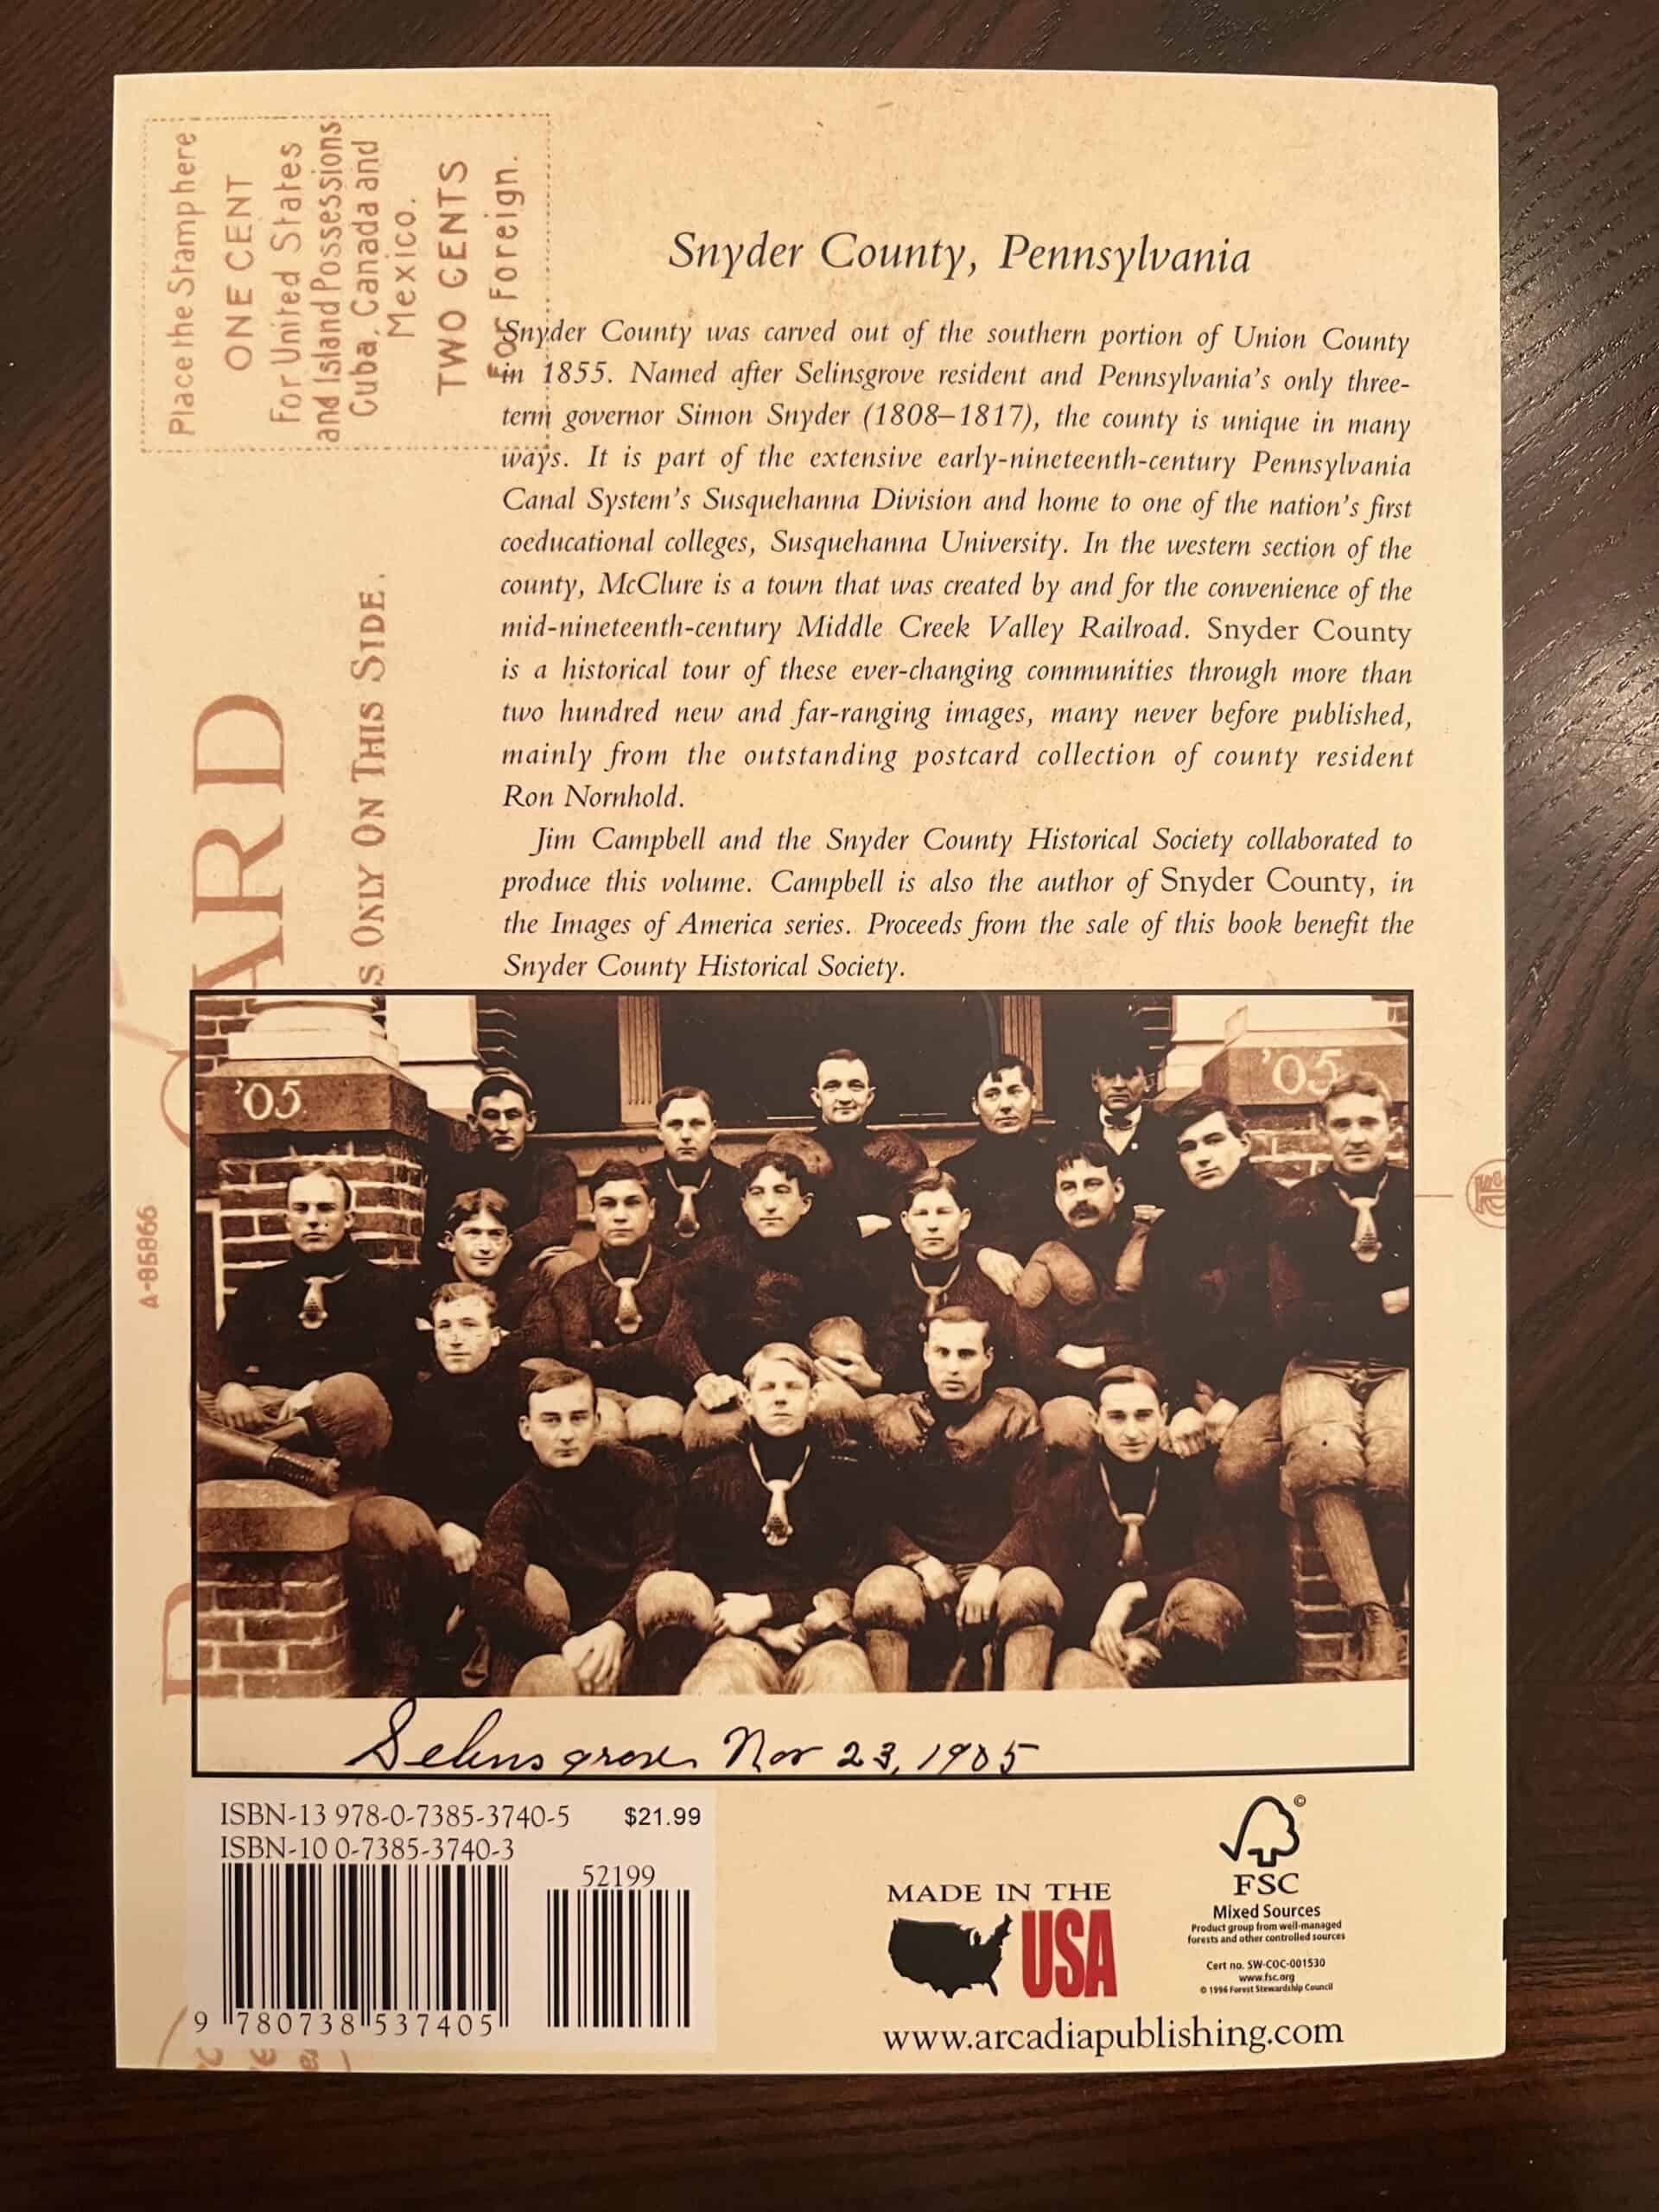 Place the Stamp here
ONE CENT
For United States
and Island Possessions
Cuba, Canada and
Mexico.
TWO CENTS
For Foreign.
ARD
S ONLY ON THIS SIDE.
A-86866
Snyder County, Pennsylvania
Snyder County was carved out of the southern portion of Union County
in 1855. Named after Selinsgrove resident and Pennsylvania's only three-
term governor Simon Snyder (1808–1817), the county is unique in many
ways. It is part of the extensive early-nineteenth-century Pennsylvania
Canal System's Susquehanna Division and home to one of the nation's first
coeducational colleges, Susquehanna University. In the western section of the
county, McClure is a town that was created by and for the convenience of the
mid-nineteenth-century Middle Creek Valley Railroad. Snyder County
is a historical tour of these ever-changing communities through more than
two hundred new and far-ranging images, many never before published,
mainly from the outstanding postcard collection of county resident
Ron Nornhold.
Jim Campbell and the Snyder County Historical Society collaborated to
produce this volume. Campbell is also the author of Snyder County, in
the Images of America series. Proceeds from the sale of this book benefit the
Snyder County Historical Society.
'05
'05
Selinsgrove Nov 23, 1905
ISBN-13 978-0-7385-3740-5 $21.99
ISBN-10 0-7385-3740-3
52199
9 780738 537405
MADE IN THE
USA
©
FSC
Mixed Sources
Product group from well-managed
forests and other controlled sources
Cert no. SW-COC-001530
www.fsc.org
© 1996 Forest Stewardship Council
www.arcadiapublishing.com